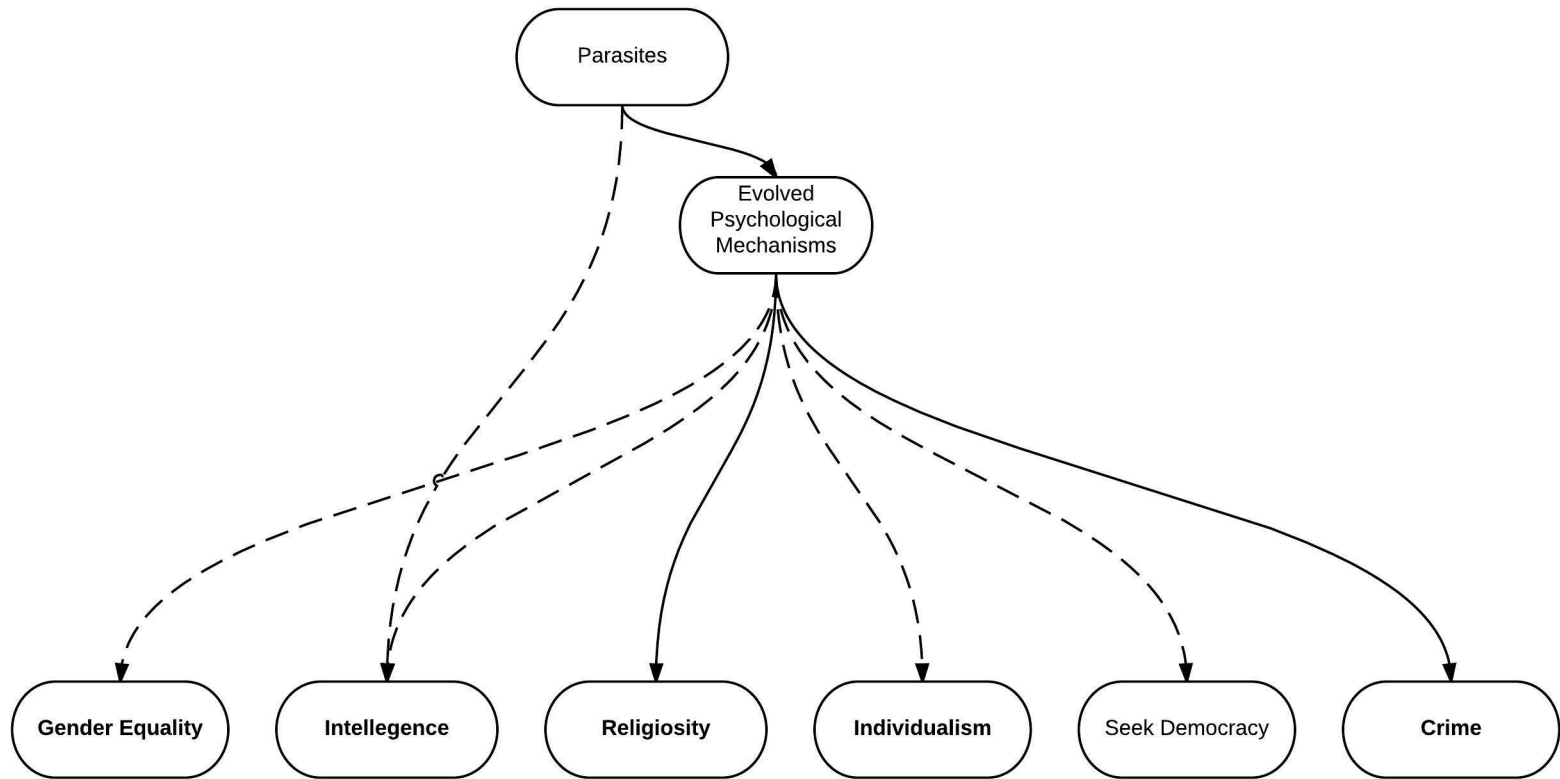 Parasites
Evolved
Psychological
Mechanisms
Gender Equality
Intellegence
Religiosity
Individualism
Seek Democracy
Crime